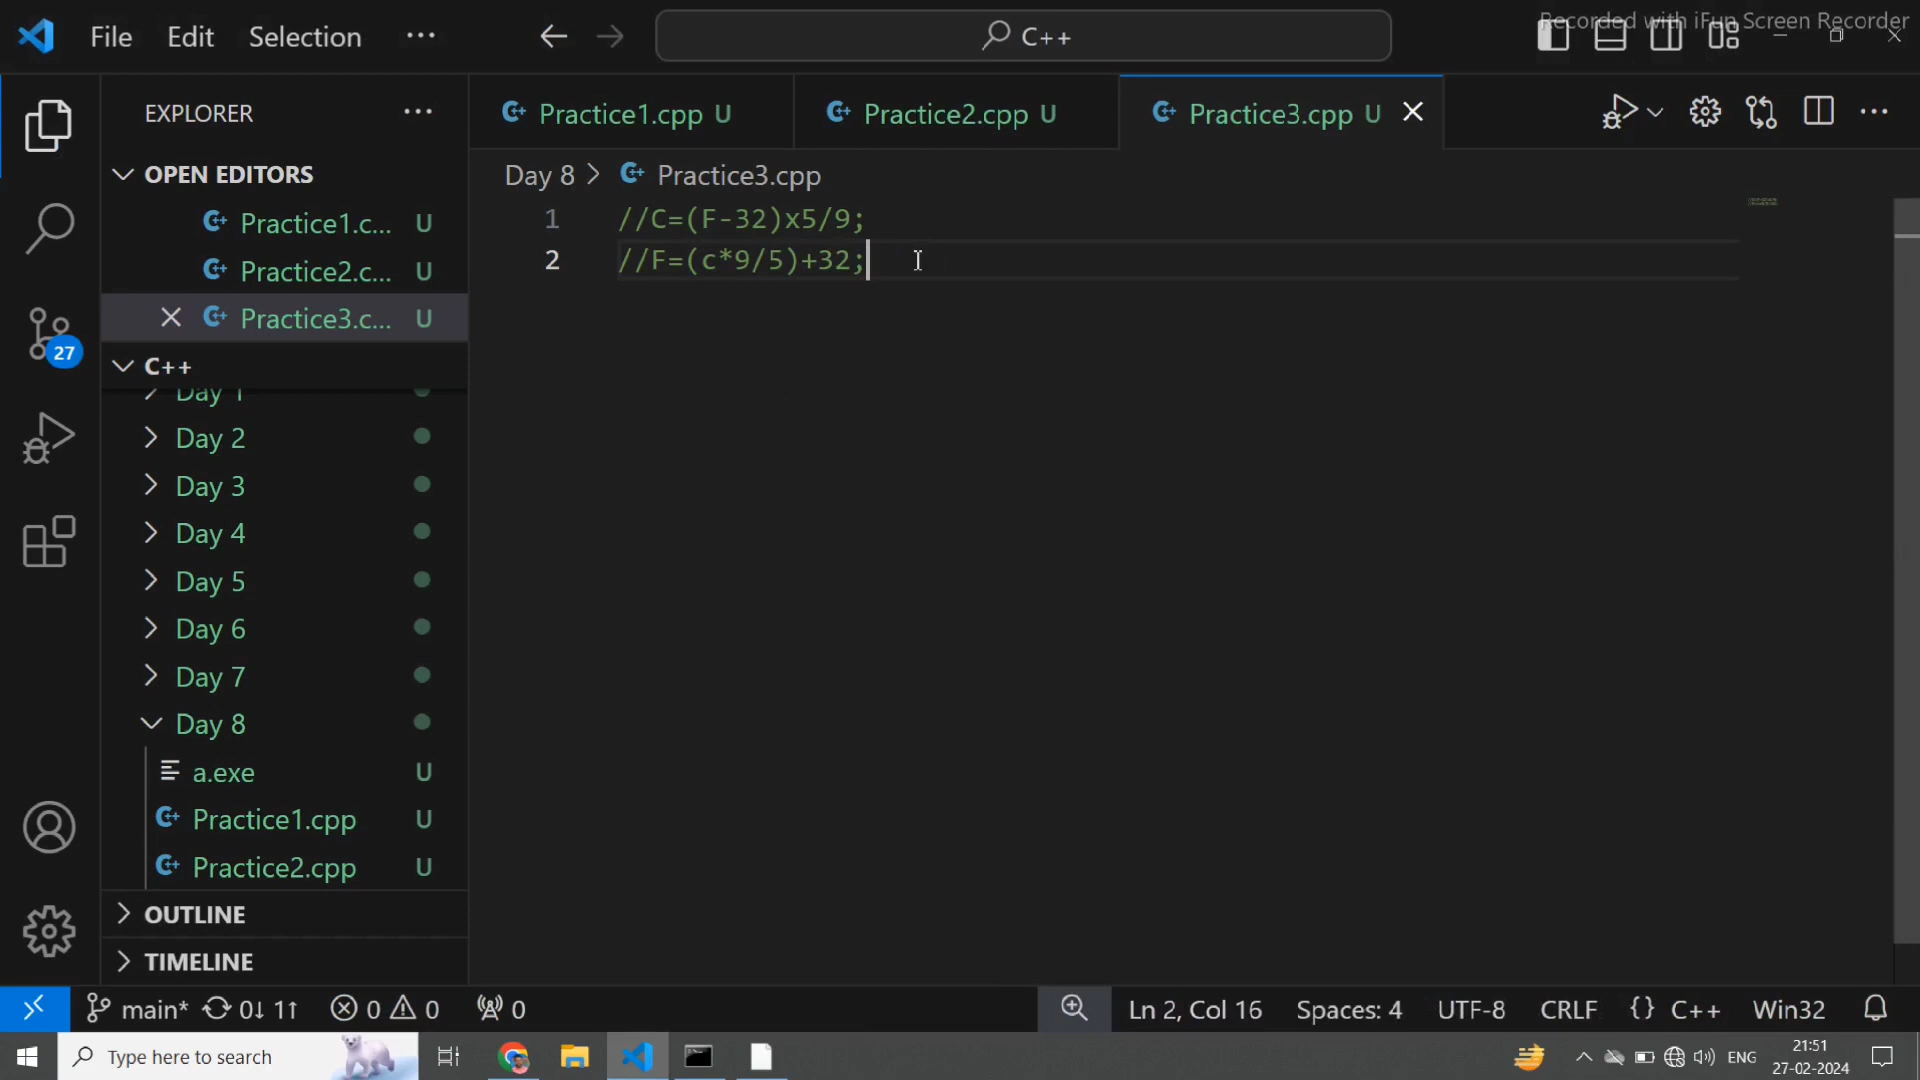 Recorded with iFun Screen Recorder
File Edit Selection ··· C++
EXPLORER ···
Practice1.cpp U Practice2.cpp U Practice3.cpp U
OPEN EDITORS
Day 8 > Practice3.cpp
Practice1.c... U
Practice2.c... U
Practice3.c... U
1 //C=(F-32)x5/9;
2 //F=(c*9/5)+32;
27
C++
Day 1
Day 2
Day 3
Day 4
Day 5
Day 6
Day 7
Day 8
a.exe U
Practice1.cpp U
Practice2.cpp U
OUTLINE
TIMELINE
main* 0↓ 1↑ 0 0 0 Ln 2, Col 16 Spaces: 4 UTF-8 CRLF {} C++ Win32
Type here to search ENG 21:51
27-02-2024